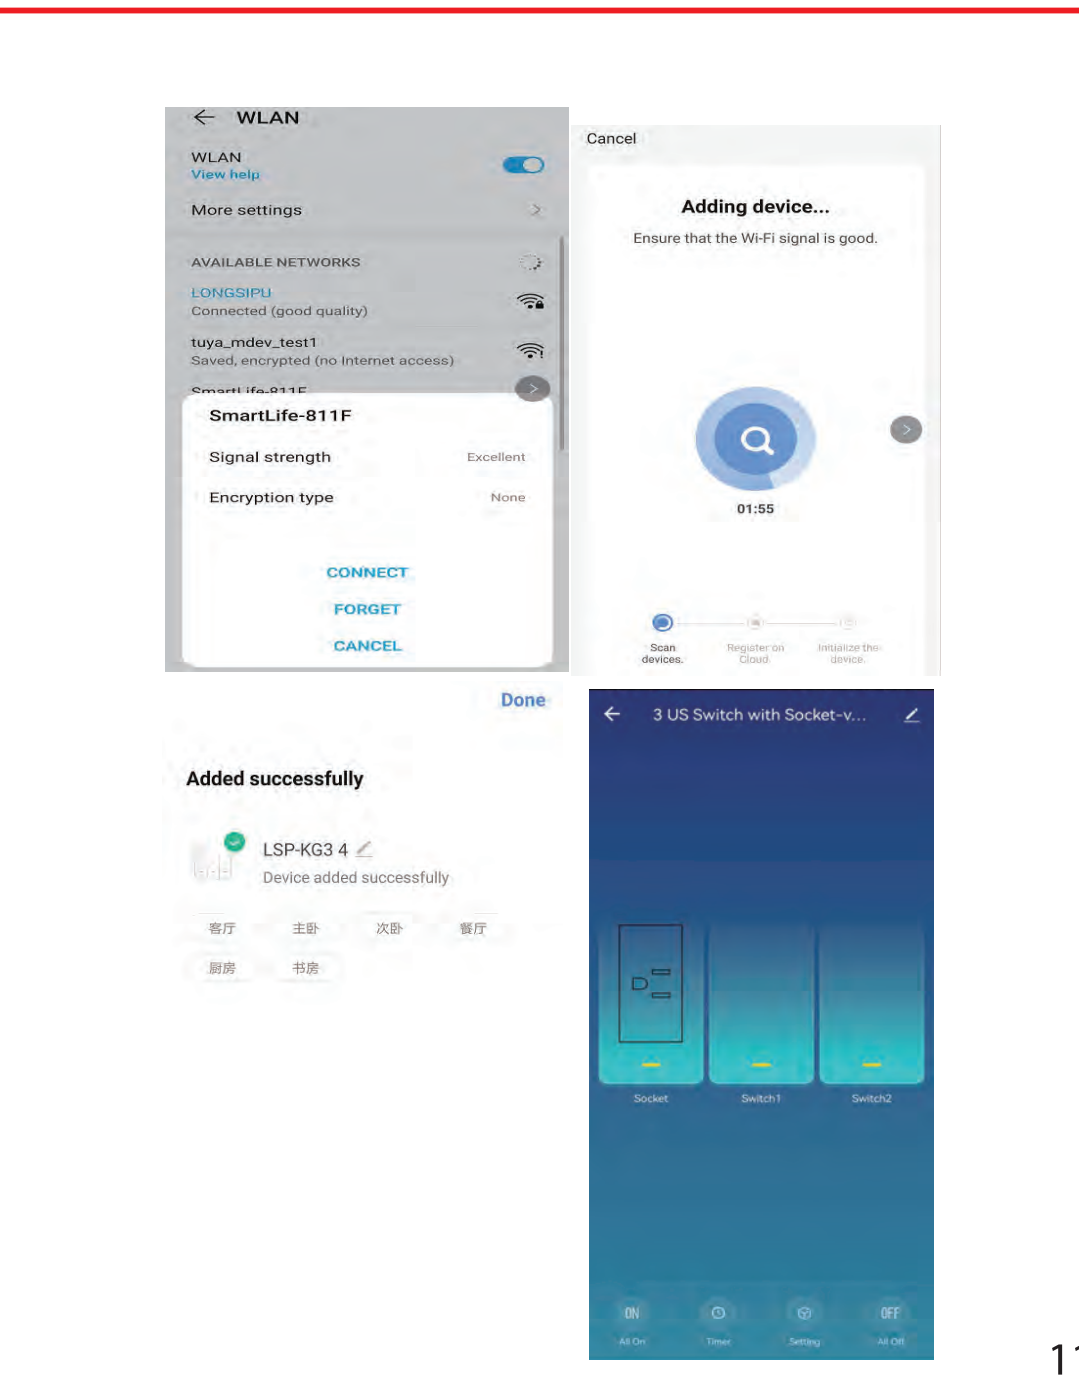 WLAN
WLAN
View help
More settings
AVAILABLE NETWORKS
LONGSIPU
Connected (good quality)
tuya_mdev_test1
Saved, encrypted (no Internet access)
SmartLife-811F
SmartLife-811F
Signal strength Excellent
Encryption type None
CONNECT
FORGET
CANCEL
Cancel
Adding device...
Ensure that the Wi-Fi signal is good.
01:55
Scan devices.
Register on Cloud.
Initialize the device.
Done
Added successfully
LSP-KG3 4
Device added successfully
客厅 主卧 次卧 餐厅
厨房 书房
3 US Switch with Socket-v...
Socket Switch1 Switch2
ON OFF
All On Timer Setting All Off
11